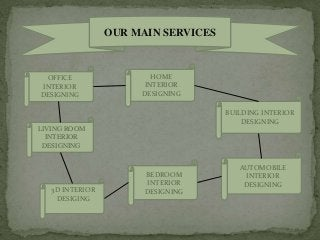 OUR MAIN SERVICES
OFFICE
INTERIOR
DESIGNING
HOME
INTERIOR
DESIGNING
BUILDING INTERIOR
DESIGNING
LIVING ROOM
INTERIOR
DESIGNING
AUTOMOBILE
INTERIOR
DESIGNING
BEDROOM
INTERIOR
DESIGNING
3D INTERIOR
DESIGING